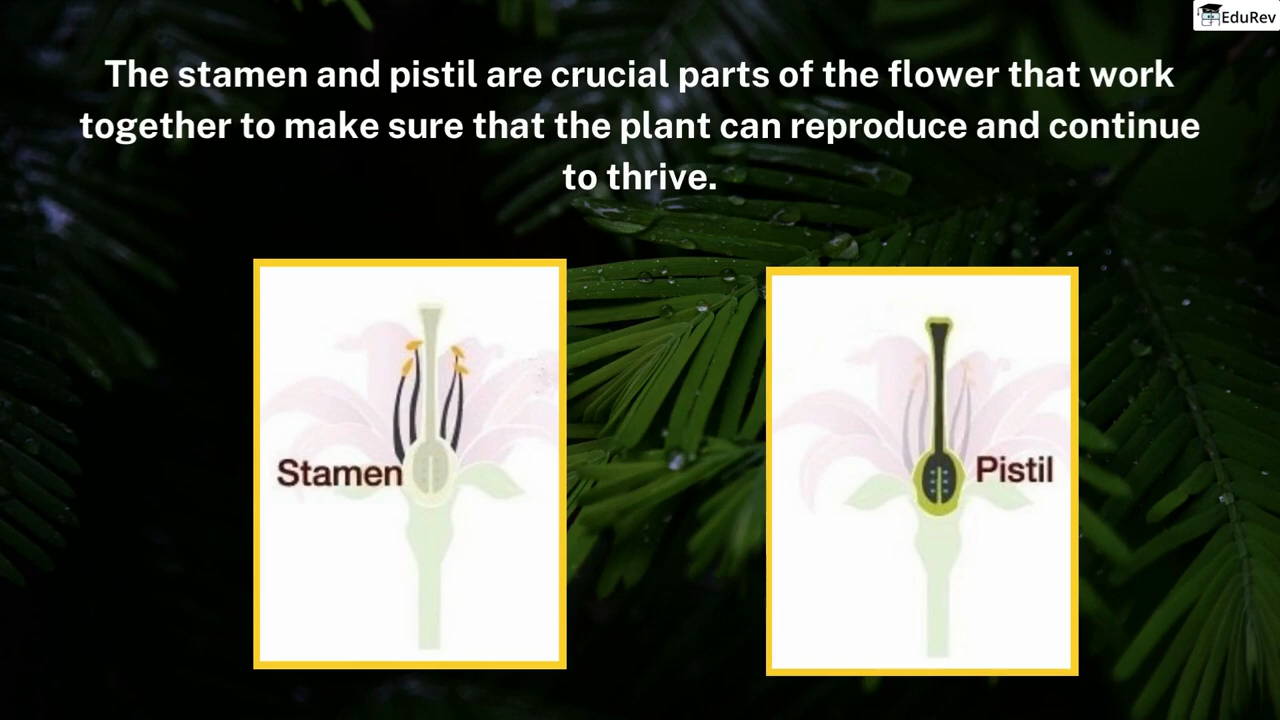 EduRev
The stamen and pistil are crucial parts of the flower that work
together to make sure that the plant can reproduce and continue
to thrive.
Stamen
Pistil